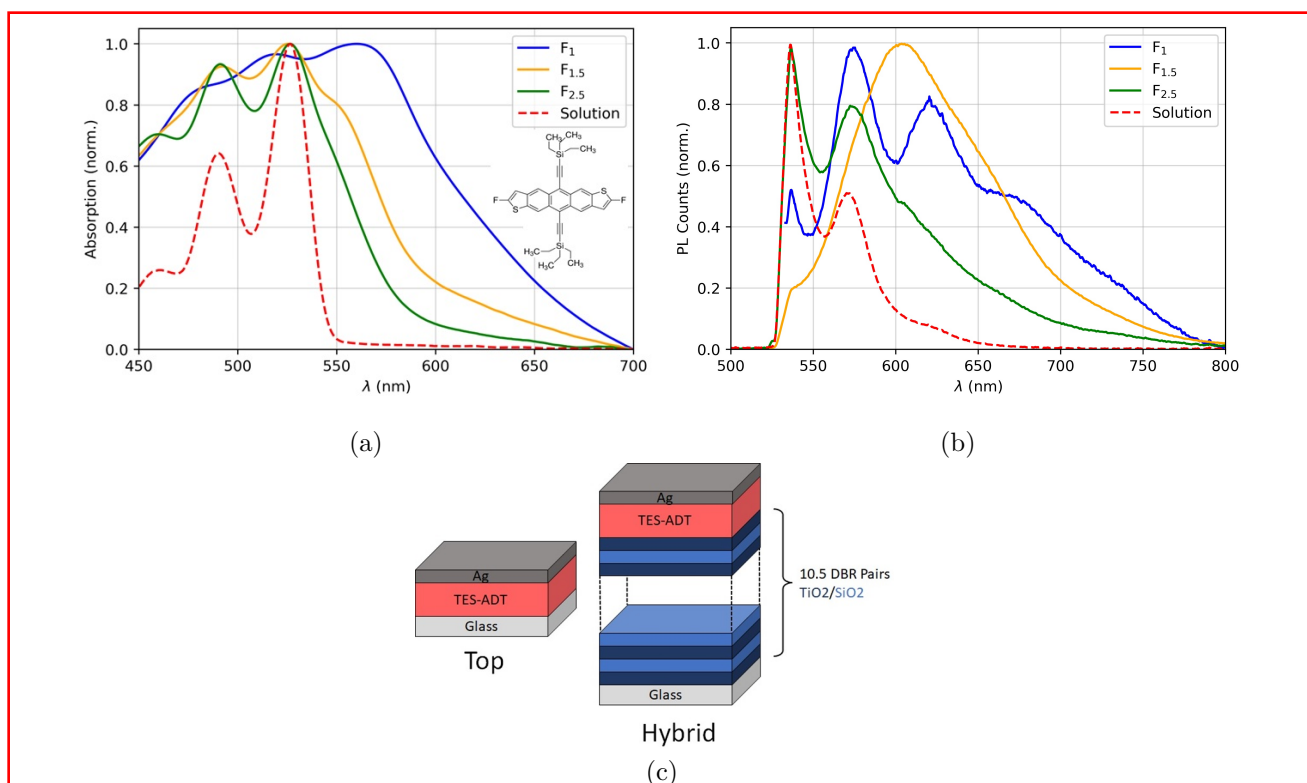 Absorption (norm.)
1.0
0.8
0.6
0.4
0.2
0.0
450
500
550
600
650
700
λ (nm)
F1
F1.5
F2.5
Solution
CH3
CH3
Si
CH3
F
S
S
F
H3C
Si
H3C
CH3
(a)
PL Counts (norm.)
1.0
0.8
0.6
0.4
0.2
0.0
500
550
600
650
700
750
800
λ (nm)
F1
F1.5
F2.5
Solution
(b)
Ag
TES-ADT
Glass
Top
Ag
TES-ADT
Glass
Hybrid
10.5 DBR Pairs
TiO2/SiO2
(c)